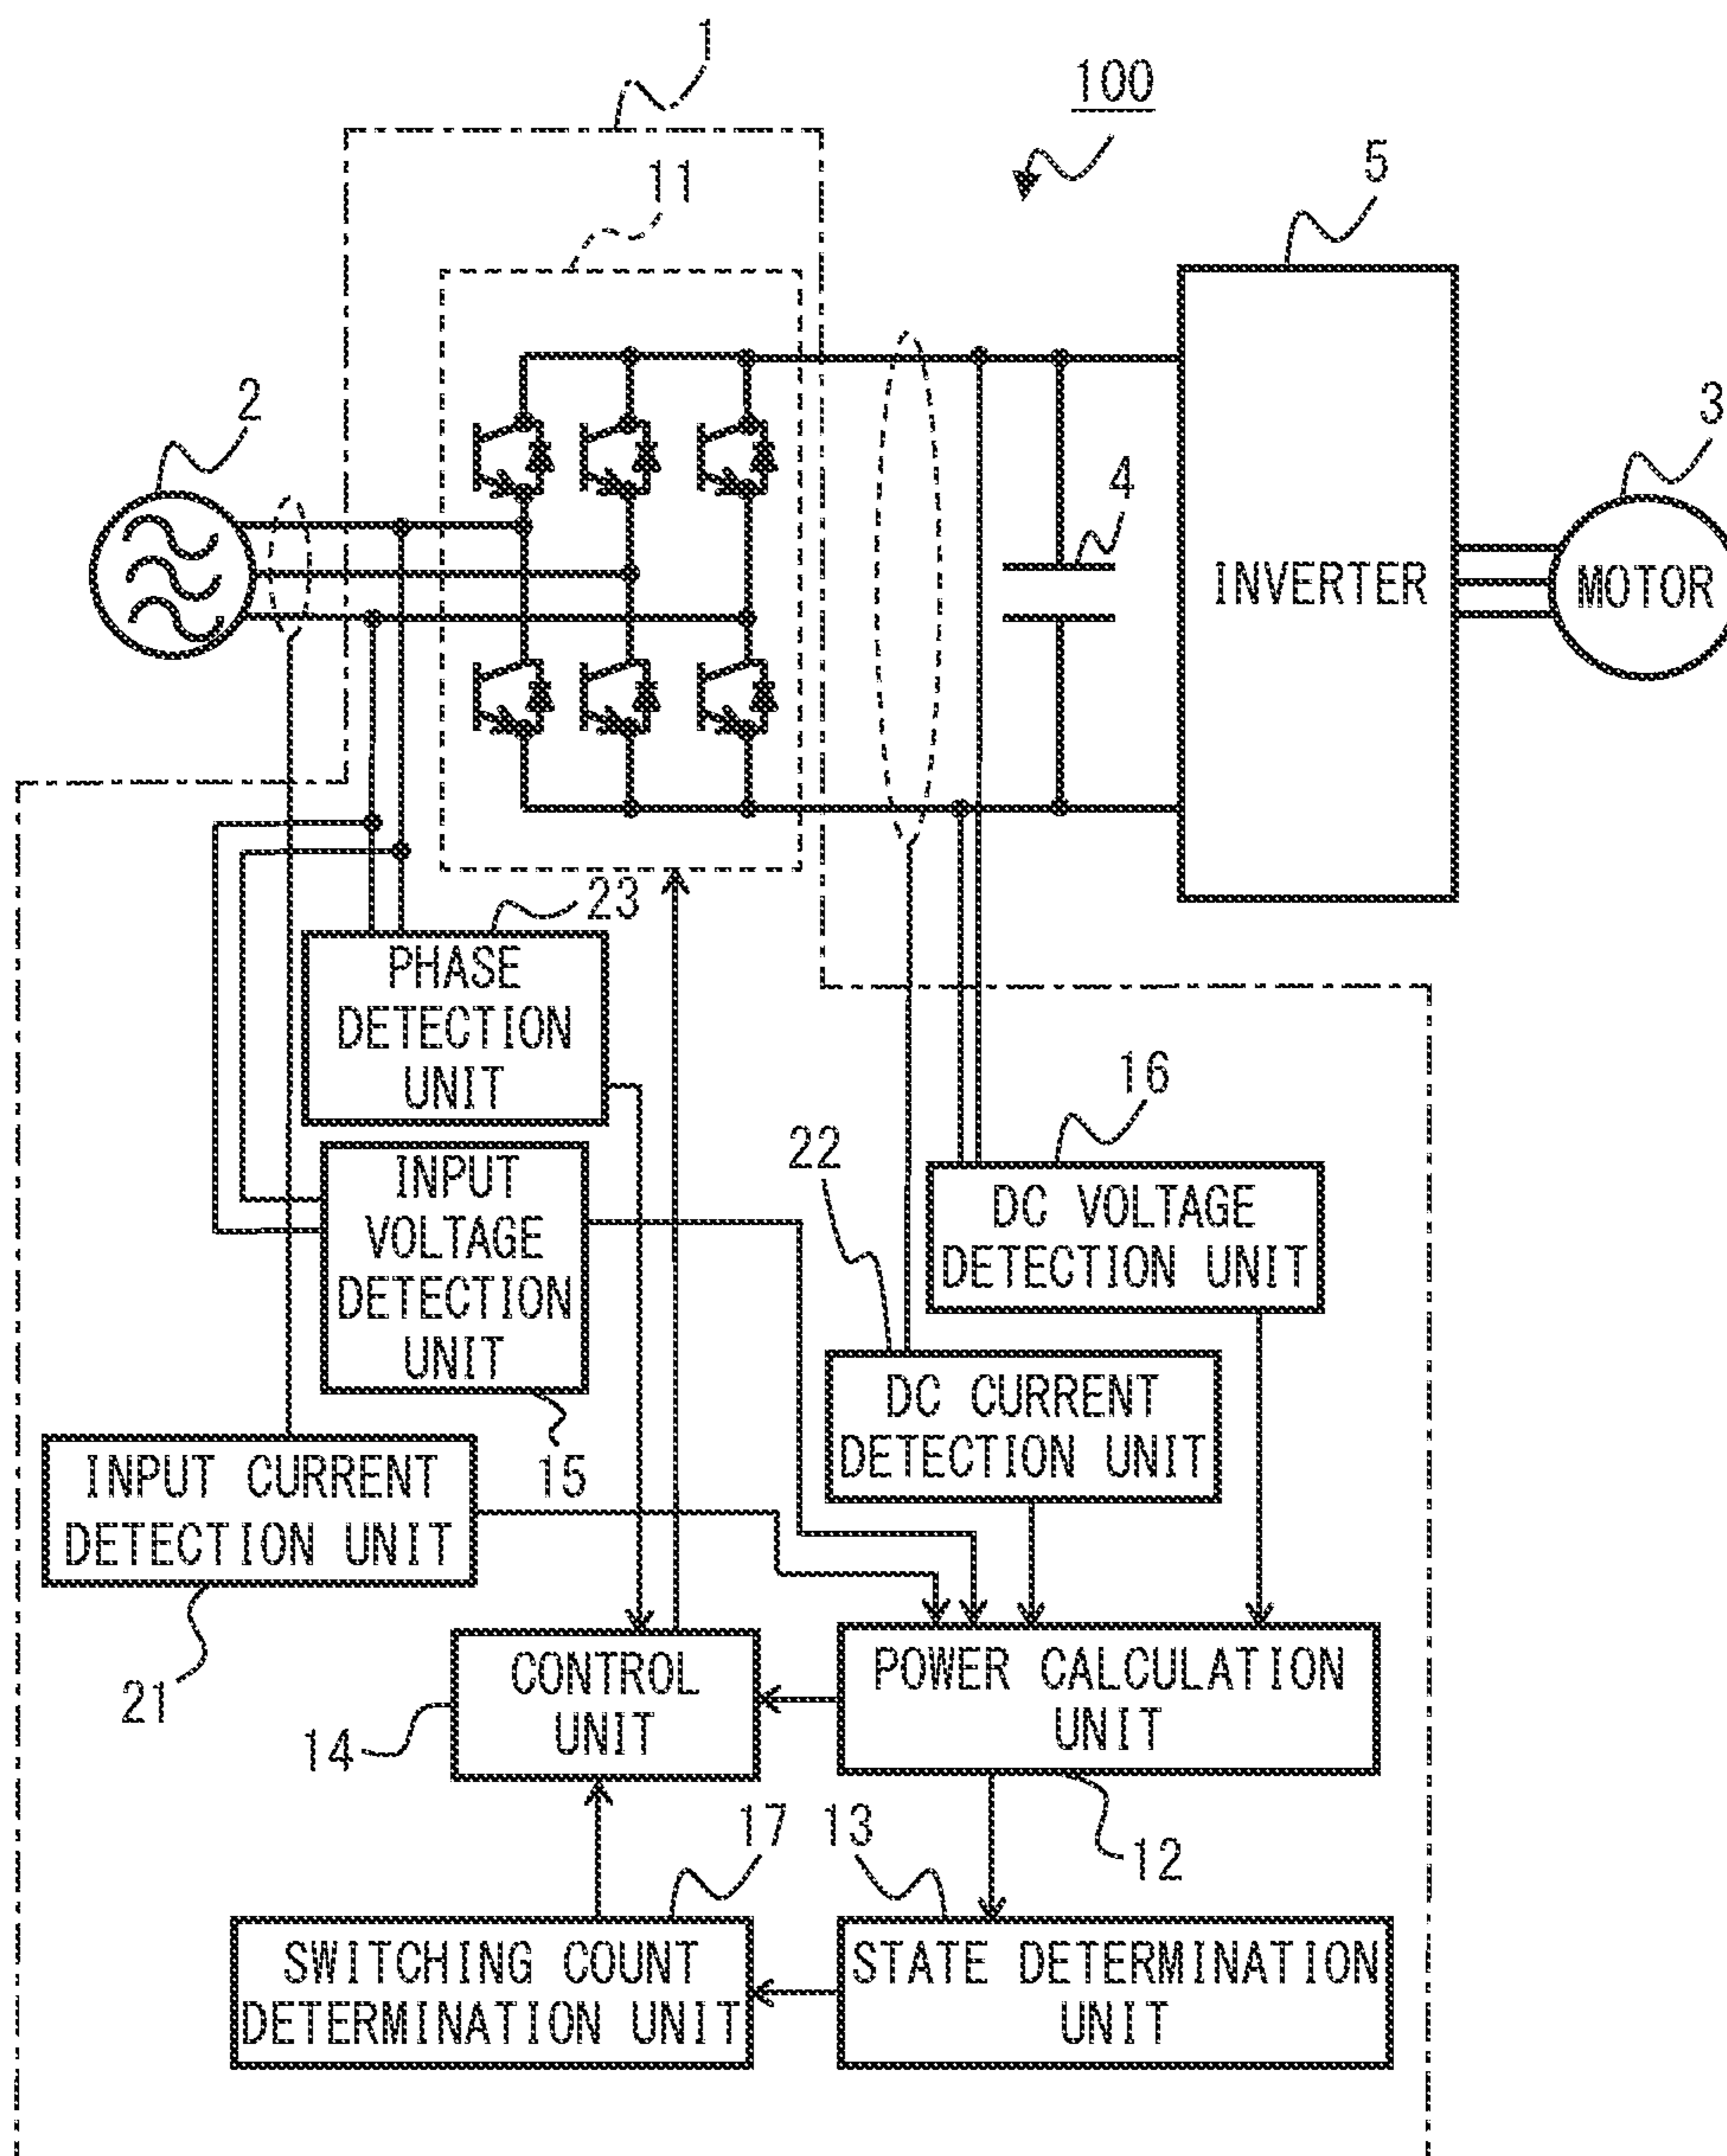 1
100
11
5
2
3
4
INVERTER
MOTOR
23
PHASE
DETECTION
UNIT
16
22
INPUT
VOLTAGE
DETECTION
UNIT
DC VOLTAGE
DETECTION UNIT
DC CURRENT
DETECTION UNIT
15
INPUT CURRENT
DETECTION UNIT
21
CONTROL
UNIT
POWER CALCULATION
UNIT
14
17
13
12
SWITCHING COUNT
DETERMINATION UNIT
STATE DETERMINATION
UNIT